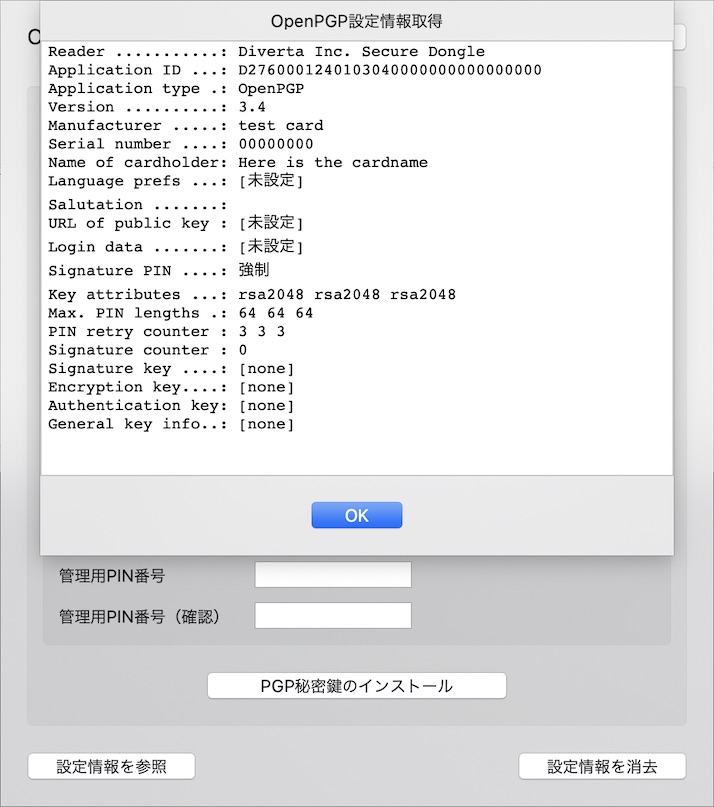 OpenPGP設定情報取得
Reader ...........: Diverta Inc. Secure Dongle
Application ID ...: D2760001240103040000000000000000
Application type .: OpenPGP
Version ..........: 3.4
Manufacturer .....: test card
Serial number ....: 00000000
Name of cardholder: Here is the cardname
Language prefs ...: [未設定]
Salutation .......:
URL of public key : [未設定]
Login data .......: [未設定]
Signature PIN ....: 強制
Key attributes ...: rsa2048 rsa2048 rsa2048
Max. PIN lengths .: 64 64 64
PIN retry counter : 3 3 3
Signature counter : 0
Signature key ....: [none]
Encryption key....: [none]
Authentication key: [none]
General key info..: [none]
OK
管理用PIN番号
管理用PIN番号（確認）
PGP秘密鍵のインストール
設定情報を参照
設定情報を消去